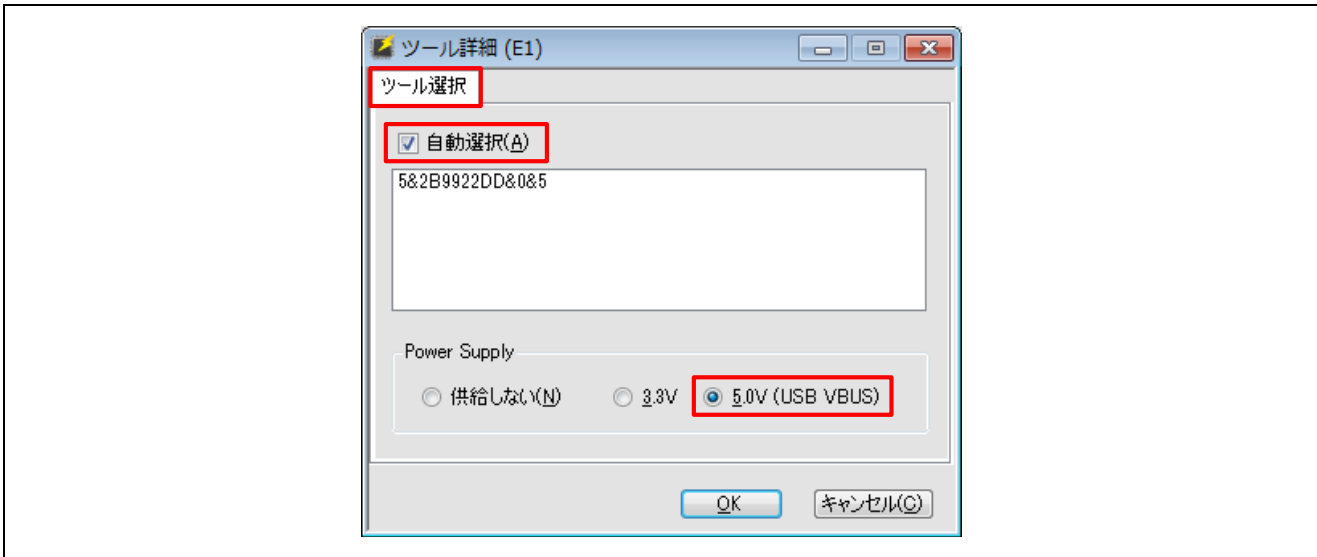 ツール詳細 (E1)
ツール選択
自動選択(A)
5&2B9922DD&0&5
Power Supply
供給しない(N) 3.3V 5.0V (USB VBUS)
OK キャンセル(C)